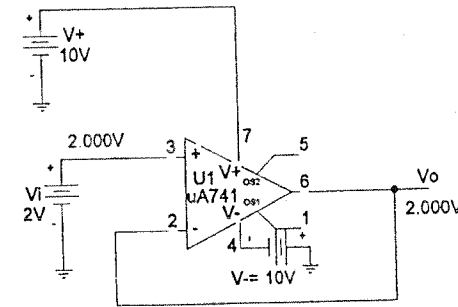 +
V+
10V
-
7
2.000V
3
5
+
+
V+
U1
OS2
6
Vo
Vi
uA741
2V
OS1
2.000V
V-
2
1
-
-
+
4
-
V-= 10V